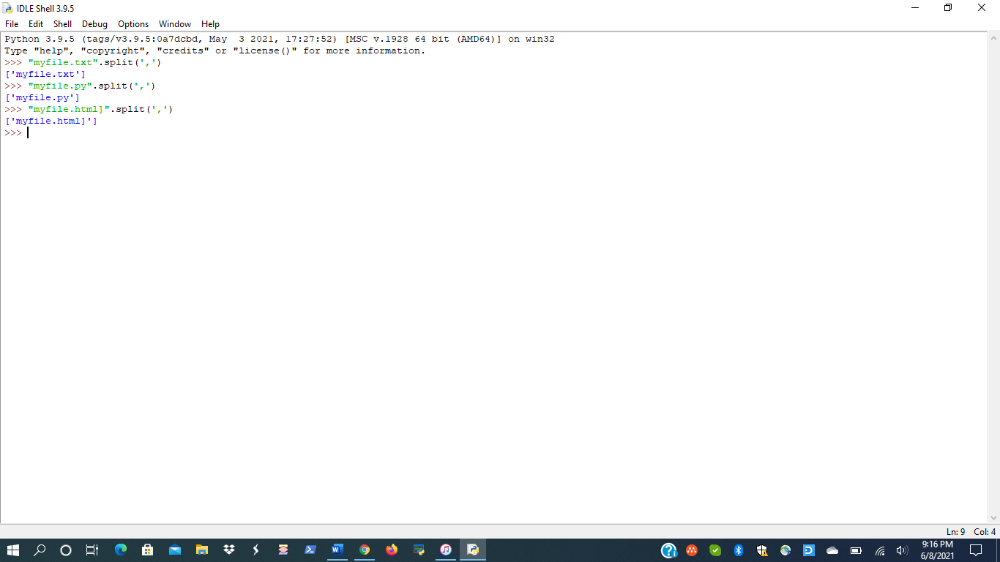 IDLE Shell 3.9.5
File Edit Shell Debug Options Window Help
Python 3.9.5 (tags/v3.9.5:0a7dcbd, May  3 2021, 17:27:52) [MSC v.1928 64 bit (AMD64)] on win32
Type "help", "copyright", "credits" or "license()" for more information.
>>> "myfile.txt".split(',')
['myfile.txt']
>>> "myfile.py".split(',')
['myfile.py']
>>> "myfile.html]".split(',')
['myfile.html]']
>>>
Ln: 9 Col: 4
9:16 PM
6/8/2021